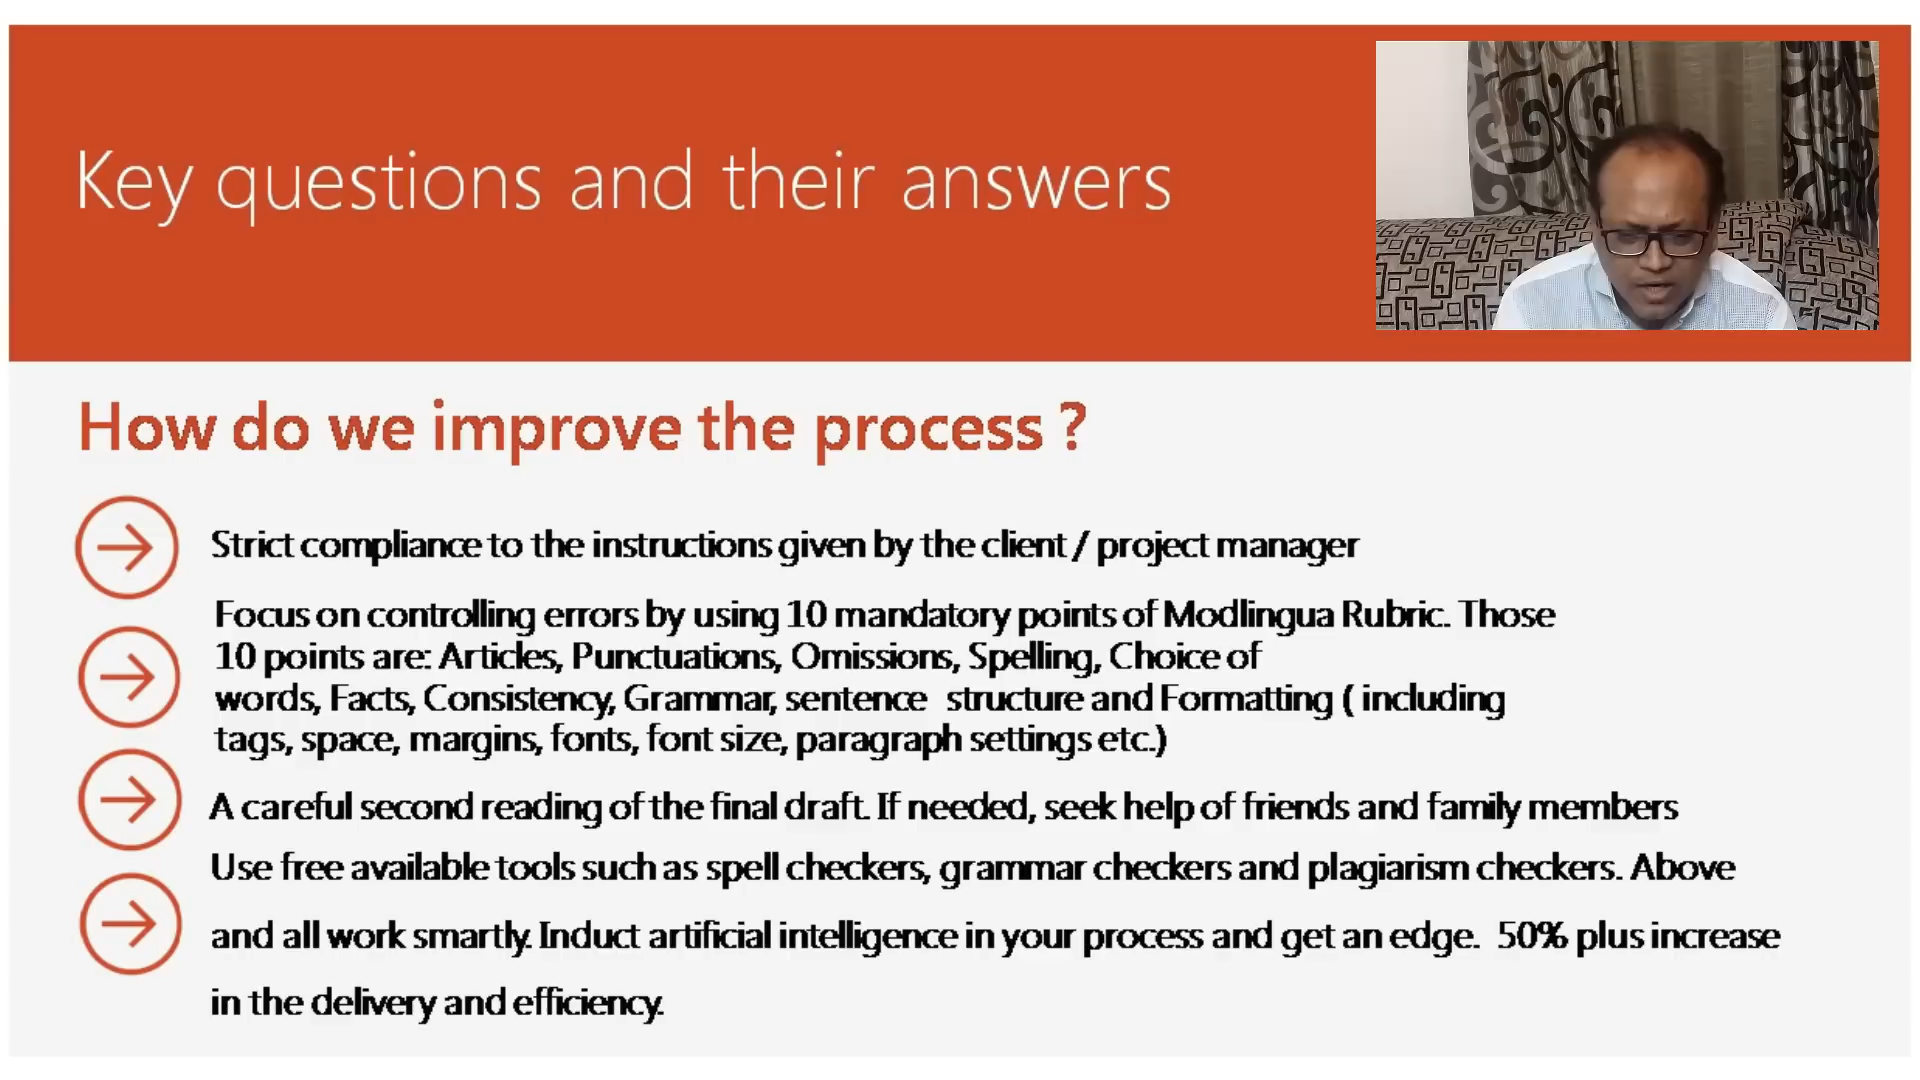 Key questions and their answers
How do we improve the process ?
Strict compliance to the instructions given by the client / project manager
Focus on controlling errors by using 10 mandatory points of Modlingua Rubric. Those
10 points are: Articles, Punctuations, Omissions, Spelling, Choice of
words, Facts, Consistency, Grammar, sentence structure and Formatting ( including
tags, space, margins, fonts, font size, paragraph settings etc.)
A careful second reading of the final draft. If needed, seek help of friends and family members
Use free available tools such as spell checkers, grammar checkers and plagiarism checkers. Above
and all work smartly. Induct artificial intelligence in your process and get an edge. 50% plus increase
in the delivery and efficiency.